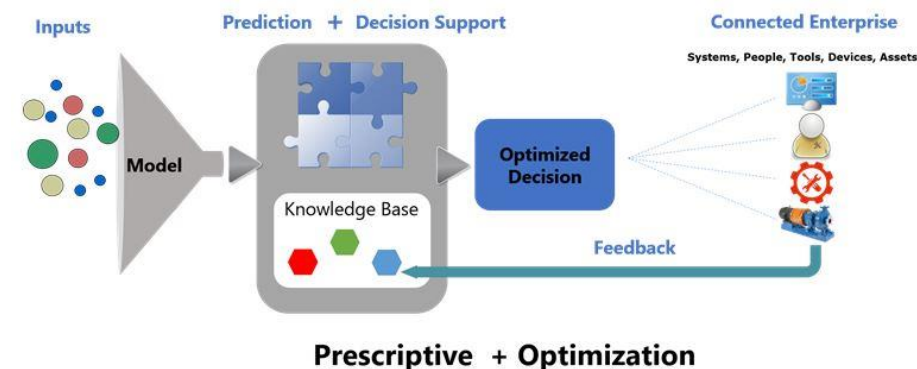 Inputs
Prediction + Decision Support
Connected Enterprise
Systems, People, Tools, Devices, Assets
Model
Optimized
Decision
Knowledge Base
Feedback
Prescriptive + Optimization